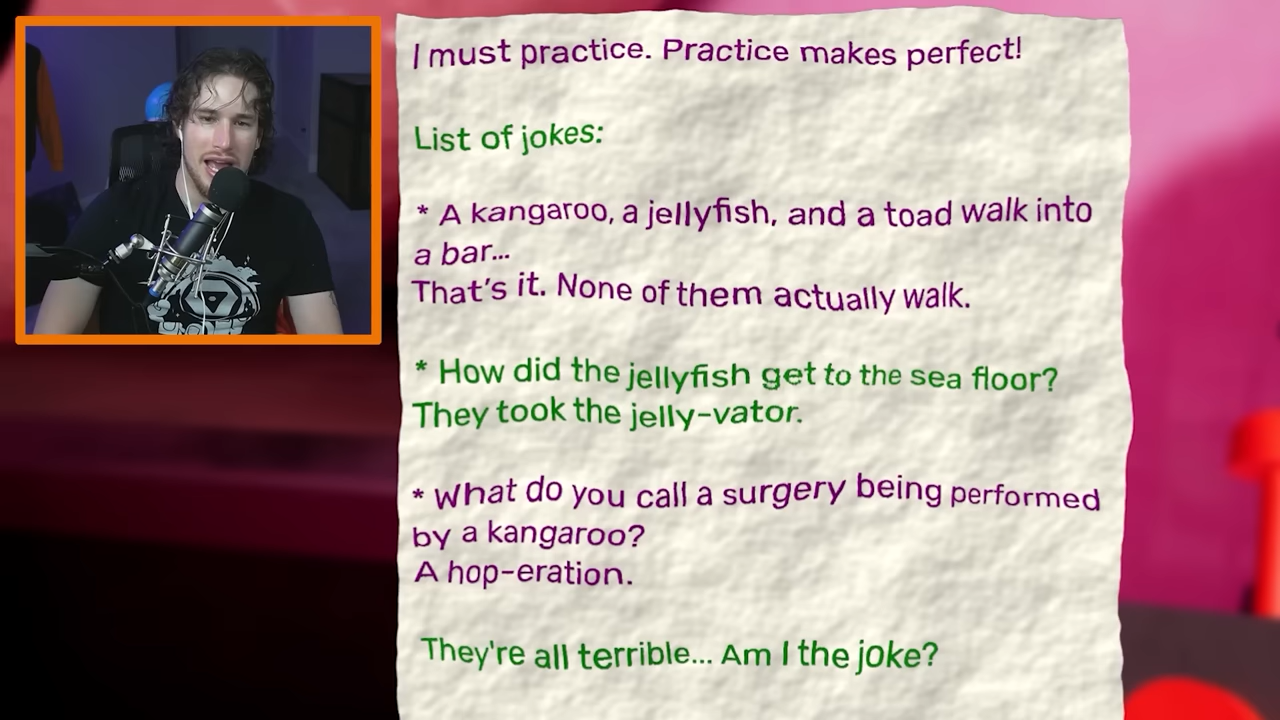 I must practice. Practice makes perfect!
List of jokes:
* A kangaroo, a jellyfish, and a toad walk into
a bar...
That's it. None of them actually walk.
* How did the jellyfish get to the sea floor?
They took the jelly-vator.
* What do you call a surgery being performed
by a kangaroo?
A hop-eration.
They're all terrible... Am I the joke?